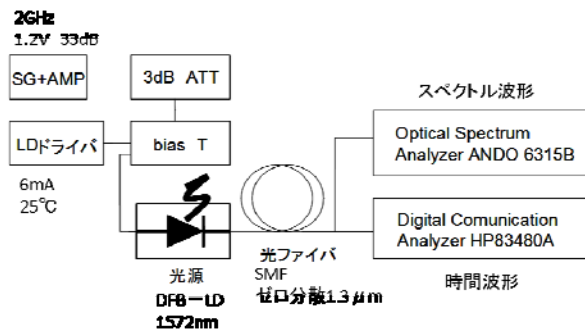 2GHz
1.2V 33dB
SG+AMP
3dB ATT
LDドライバ
bias T
6mA
25℃
光源
DFB－LD
1572nm
光ファイバ
SMF
ゼロ分散1.3μm
スペクトル波形
Optical Spectrum
Analyzer ANDO 6315B
Digital Comunication
Analyzer HP83480A
時間波形